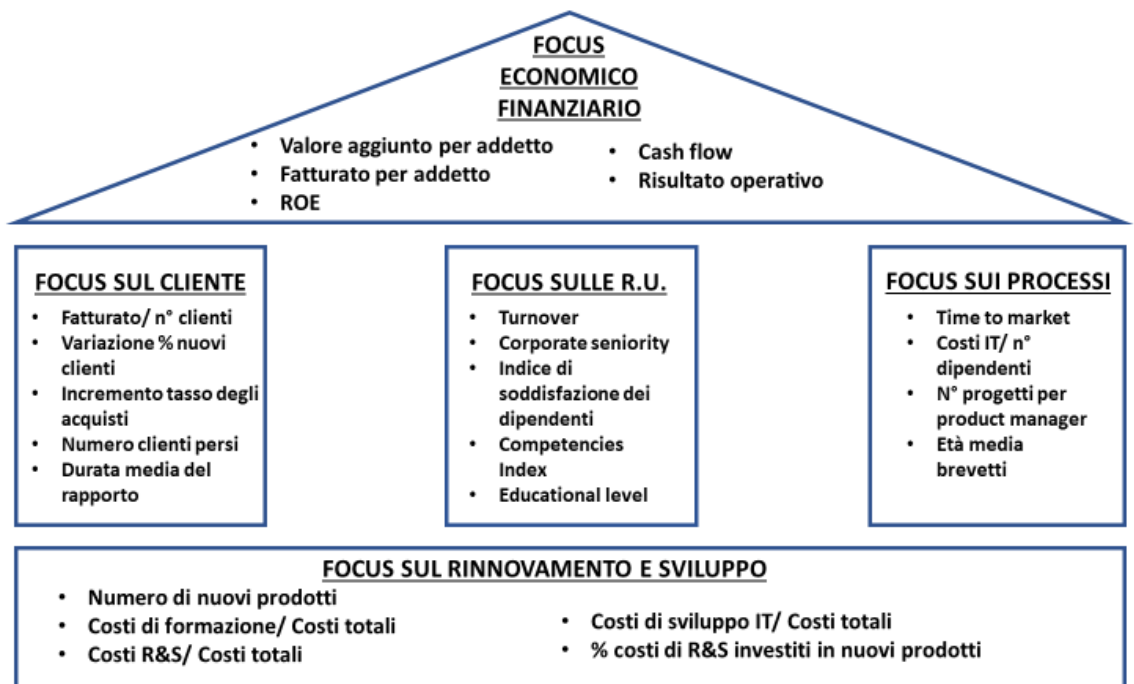 FOCUS
ECONOMICO
FINANZIARIO
• Valore aggiunto per addetto
• Fatturato per addetto
• ROE
• Cash flow
• Risultato operativo
FOCUS SUL CLIENTE
• Fatturato/ n° clienti
• Variazione % nuovi
clienti
• Incremento tasso degli
acquisti
• Numero clienti persi
• Durata media del
rapporto
FOCUS SULLE R.U.
• Turnover
• Corporate seniority
• Indice di
soddisfazione dei
dipendenti
• Competencies
Index
• Educational level
FOCUS SUI PROCESSI
• Time to market
• Costi IT/ n°
dipendenti
• N° progetti per
product manager
• Età media
brevetti
FOCUS SUL RINNOVAMENTO E SVILUPPO
• Numero di nuovi prodotti
• Costi di formazione/ Costi totali
• Costi R&S/ Costi totali
• Costi di sviluppo IT/ Costi totali
• % costi di R&S investiti in nuovi prodotti